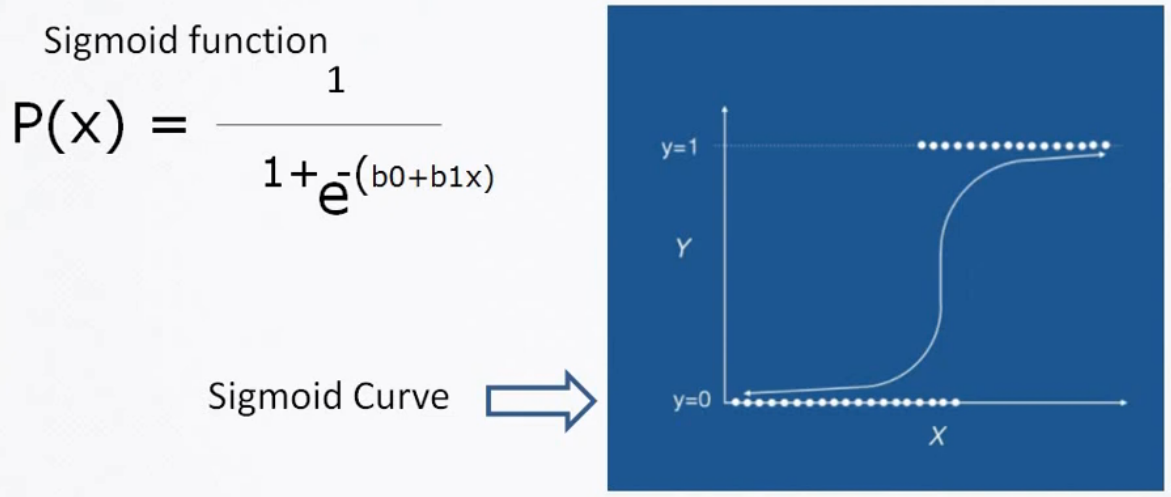 Sigmoid function
P(x) = 
1
1+e-(b0+b1x)
y=1
Y
Sigmoid Curve
y=0
X